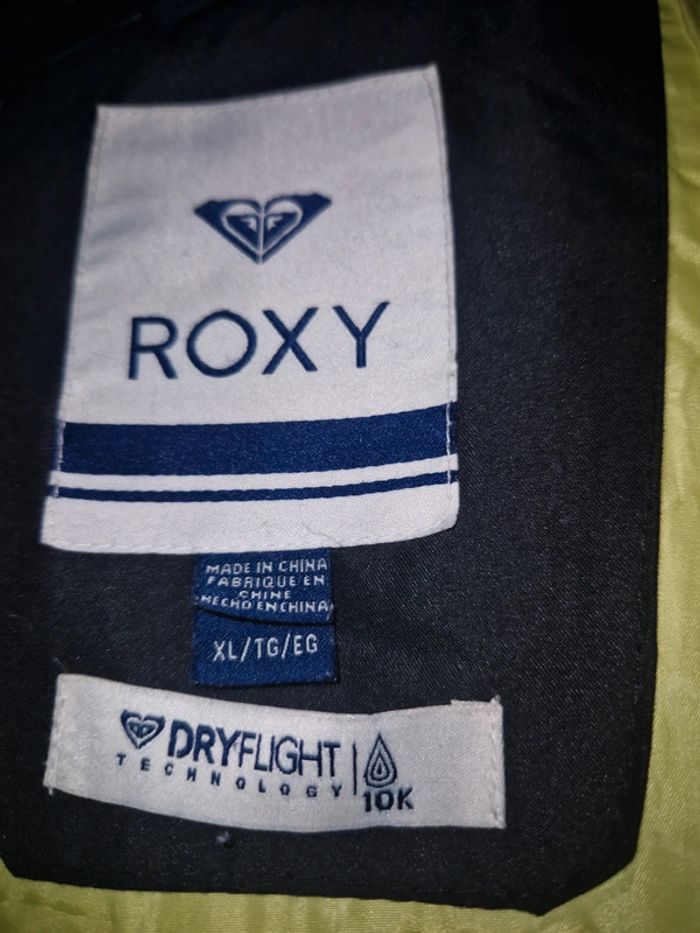 ROXY
MADE IN CHINA
FABRIQUE EN
CHINE
HECHO EN CHINA
XL/TG/EG
DRYFLIGHT
TECHNOLOGY
10K